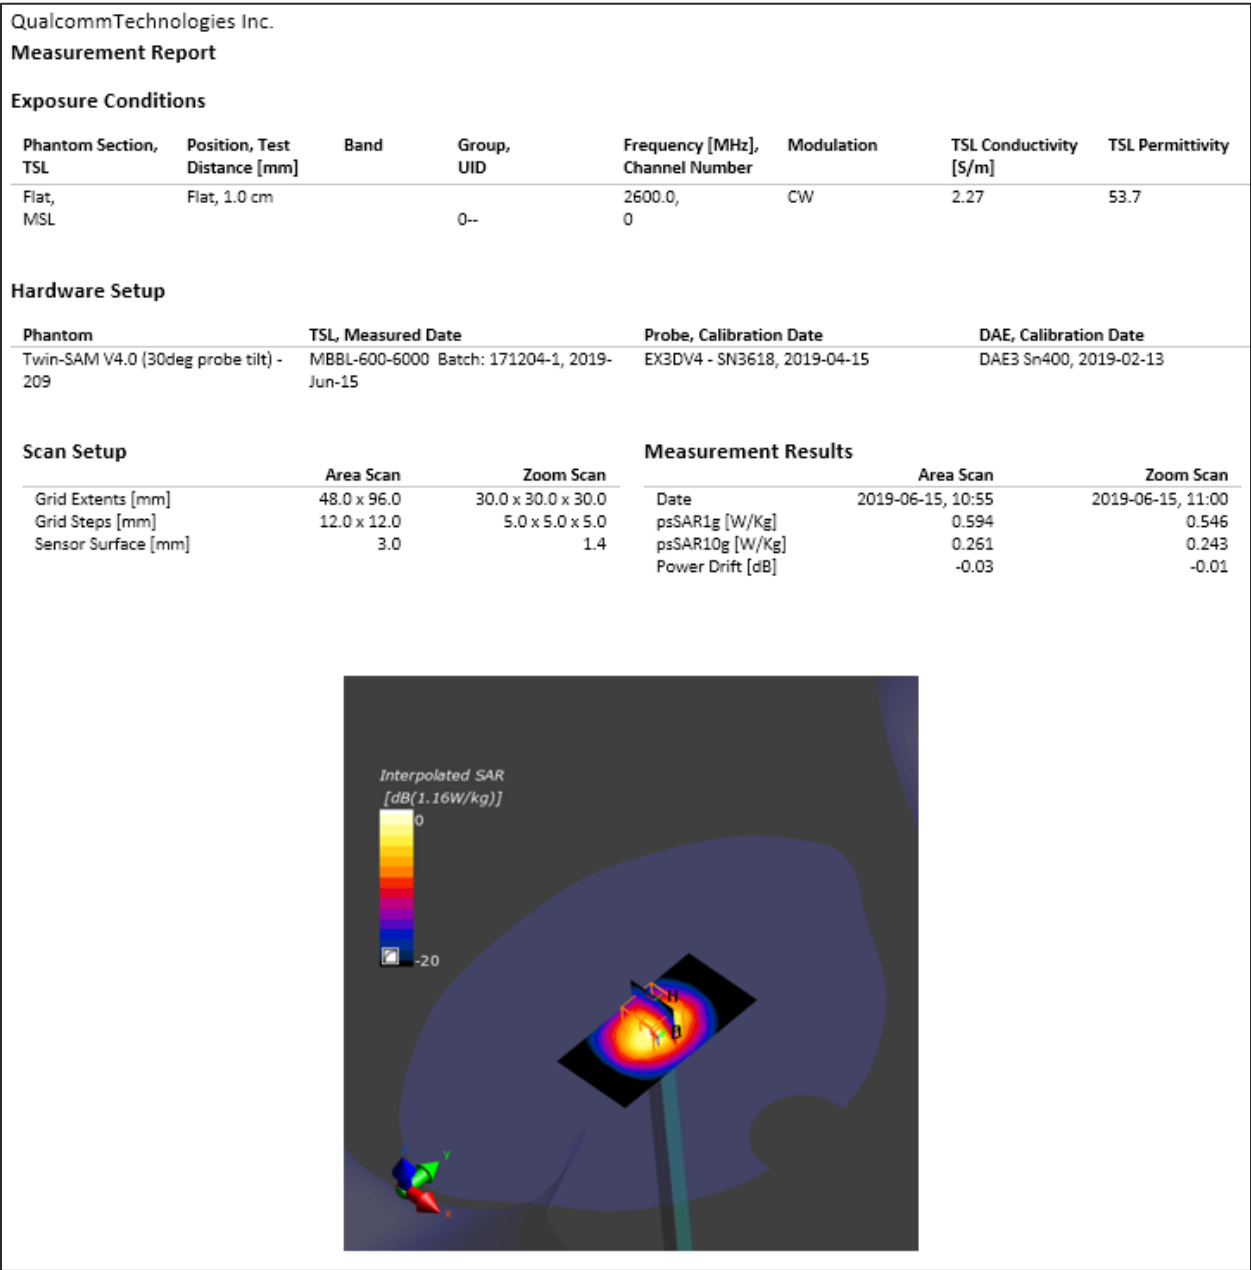 QualcommTechnologies Inc.
Measurement Report
Exposure Conditions
Phantom Section, Position, Test Band Group, Frequency [MHz], Modulation TSL Conductivity TSL Permittivity
TSL Distance [mm] UID Channel Number [S/m]
Flat, Flat, 1.0 cm 2600.0, CW 2.27 53.7
MSL 0-- 0
Hardware Setup
Phantom TSL, Measured Date Probe, Calibration Date DAE, Calibration Date
Twin-SAM V4.0 (30deg probe tilt) - MBBL-600-6000 Batch: 171204-1, 2019- EX3DV4 - SN3618, 2019-04-15 DAE3 Sn400, 2019-02-13
209 Jun-15
Scan Setup
Area Scan Zoom Scan
Grid Extents [mm] 48.0 x 96.0 30.0 x 30.0 x 30.0
Grid Steps [mm] 12.0 x 12.0 5.0 x 5.0 x 5.0
Sensor Surface [mm] 3.0 1.4
Measurement Results
Area Scan Zoom Scan
Date 2019-06-15, 10:55 2019-06-15, 11:00
psSAR1g [W/Kg] 0.594 0.546
psSAR10g [W/Kg] 0.261 0.243
Power Drift [dB] -0.03 -0.01
Interpolated SAR
[dB(1.16W/kg)]
0
-20
y
x